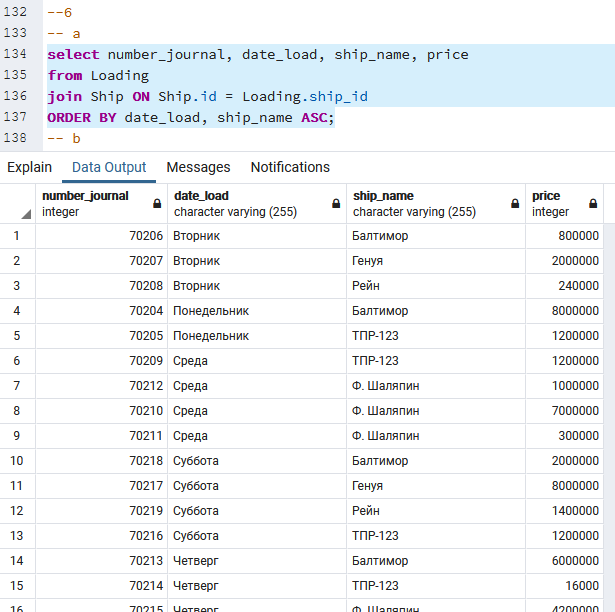 132 --6
133 -- a
134 select number_journal, date_load, ship_name, price
135 from Loading
136 join Ship ON Ship.id = Loading.ship_id
137 ORDER BY date_load, ship_name ASC;
138 -- b
Explain Data Output Messages Notifications
number_journal date_load ship_name price
integer character varying (255) character varying (255) integer
1 70206 Вторник Балтимор 800000
2 70207 Вторник Генуя 2000000
3 70208 Вторник Рейн 240000
4 70204 Понедельник Балтимор 8000000
5 70205 Понедельник ТПР-123 1200000
6 70209 Среда ТПР-123 1200000
7 70212 Среда Ф. Шаляпин 1000000
8 70210 Среда Ф. Шаляпин 7000000
9 70211 Среда Ф. Шаляпин 300000
10 70218 Суббота Балтимор 2000000
11 70217 Суббота Генуя 8000000
12 70219 Суббота Рейн 1400000
13 70216 Суббота ТПР-123 1200000
14 70213 Четверг Балтимор 6000000
15 70214 Четверг ТПР-123 16000
16 70215 Четверг Ф. Шаляпин 4200000